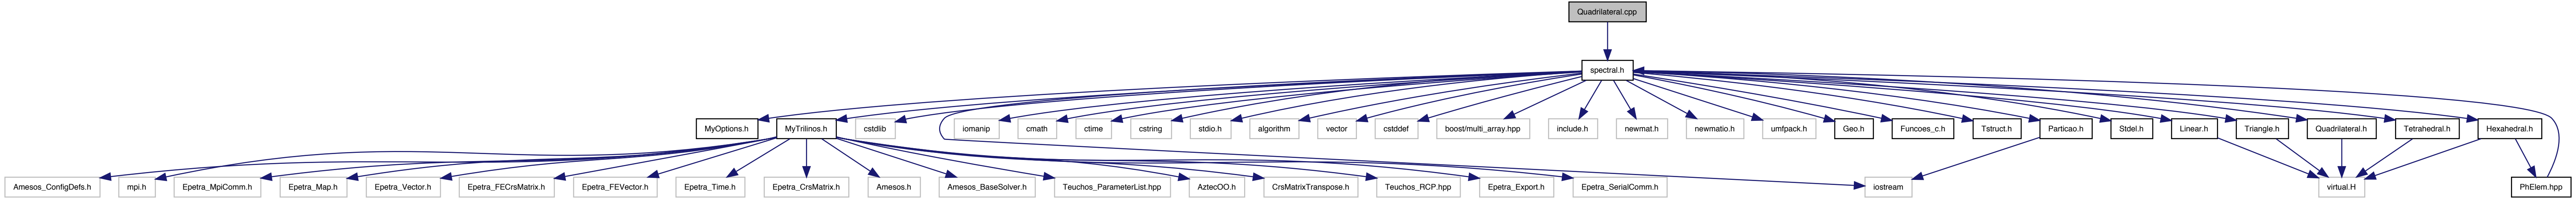 Quadrilateral.cpp
spectral.h
MyOptions.h
MyTrilinos.h
cstdlib
iomanip
cmath
ctime
cstring
stdio.h
algorithm
vector
cstddef
boost/multi_array.hpp
include.h
newmat.h
newmatio.h
umfpack.h
Geo.h
Funcoes_c.h
Tstruct.h
Particao.h
Stdel.h
Linear.h
Triangle.h
Quadrilateral.h
Tetrahedral.h
Hexahedral.h
Amesos_ConfigDefs.h
mpi.h
Epetra_MpiComm.h
Epetra_Map.h
Epetra_Vector.h
Epetra_FECrsMatrix.h
Epetra_FEVector.h
Epetra_Time.h
Epetra_CrsMatrix.h
Amesos.h
Amesos_BaseSolver.h
Teuchos_ParameterList.hpp
AztecOO.h
CrsMatrixTranspose.h
Teuchos_RCP.hpp
Epetra_Export.h
Epetra_SerialComm.h
iostream
virtual.H
PhElem.hpp